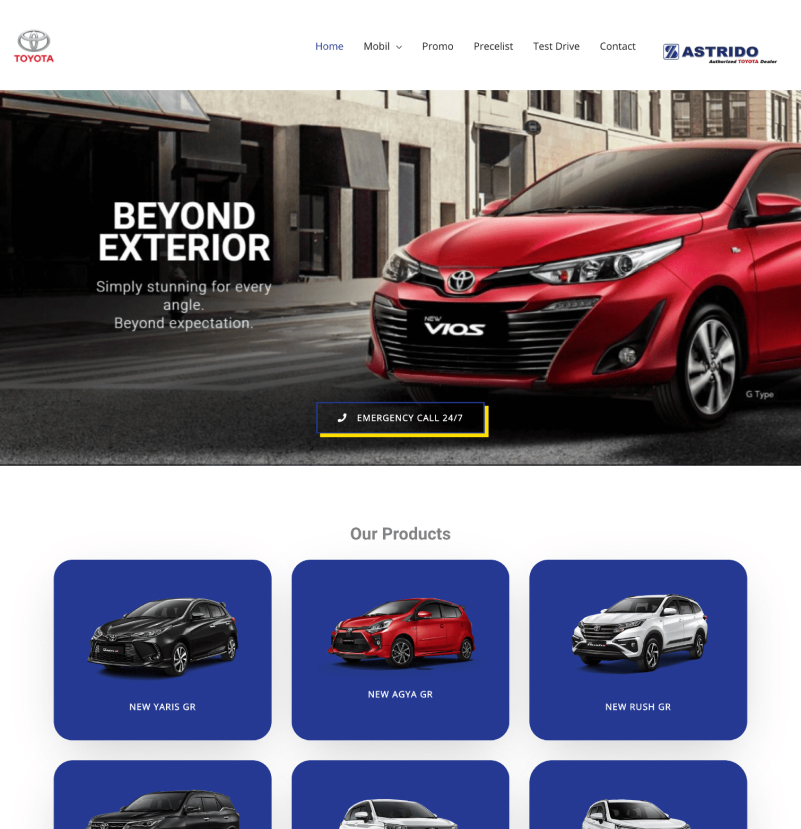 TOYOTA
Home Mobil Promo Precelist Test Drive Contact
ASTRIDO
Authorized TOYOTA Dealer
BEYOND
EXTERIOR
Simply stunning for every
angle.
Beyond expectation.
NEW
VIOS
G Type
EMERGENCY CALL 24/7
Our Products
NEW YARIS GR
NEW AGYA GR
NEW RUSH GR